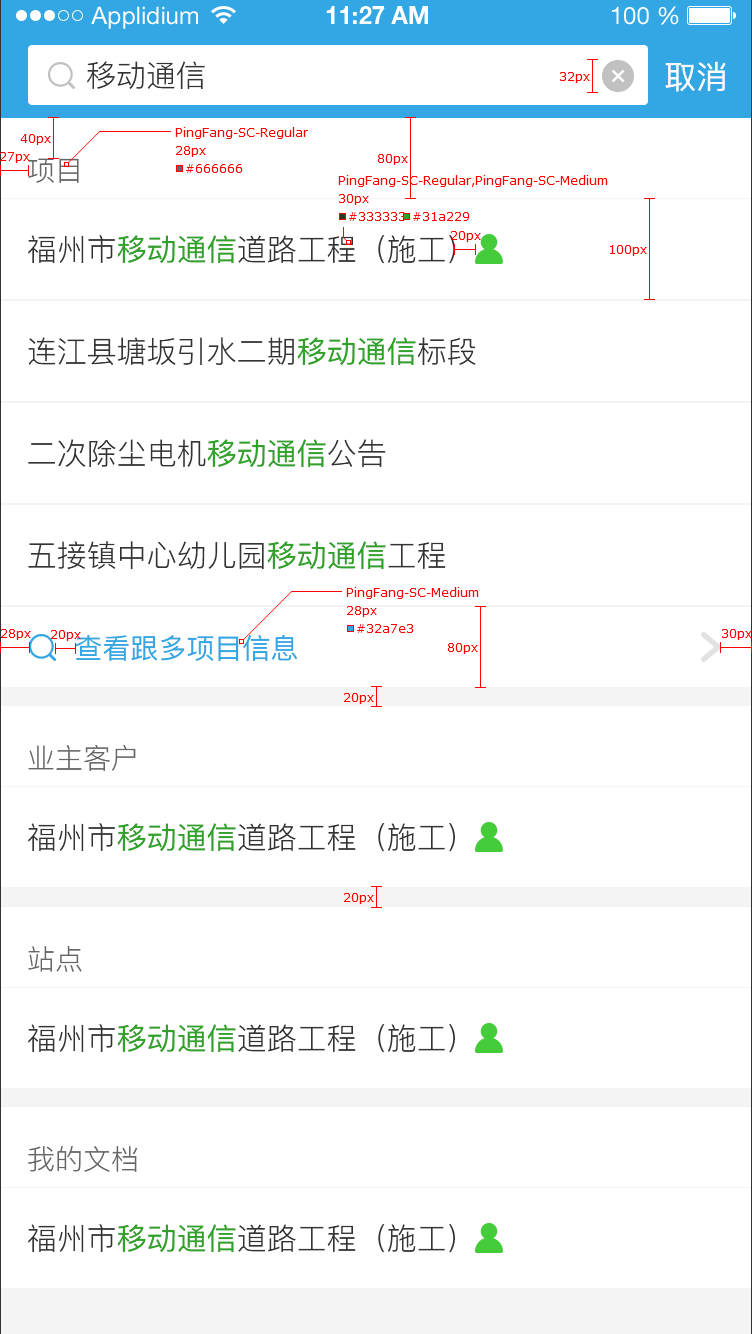 Applidium 11:27 AM 100 %
移动通信 32px 取消
40px PingFang-SC-Regular
27px 28px 80px
项目 #666666
PingFang-SC-Regular,PingFang-SC-Medium
30px
#333333 #31a229
20px
福州市移动通信道路工程（施工） 100px
连江县塘坂引水二期移动通信标段
二次除尘电机移动通信公告
五接镇中心幼儿园移动通信工程
PingFang-SC-Medium
28px
#32a7e3
28px 20px 查看跟多项目信息 80px 30px
20px
业主客户
福州市移动通信道路工程（施工）
20px
站点
福州市移动通信道路工程（施工）
我的文档
福州市移动通信道路工程（施工）